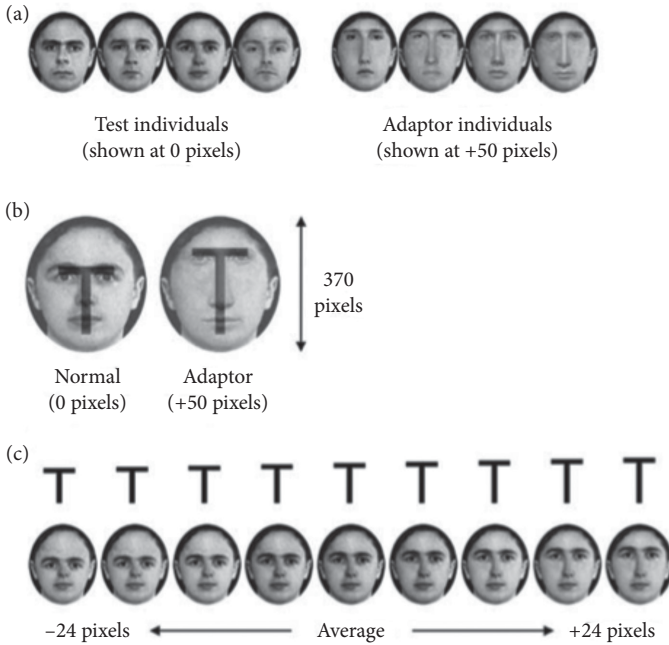 (a)
Test individuals
(shown at 0 pixels)
Adaptor individuals
(shown at +50 pixels)
(b)
370
pixels
Normal
(0 pixels)
Adaptor
(+50 pixels)
(c)
–24 pixels
Average
+24 pixels